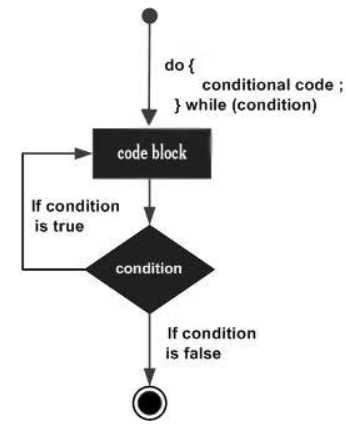 do {
conditional code ;
} while (condition)
code block
If condition
is true
condition
If condition
is false